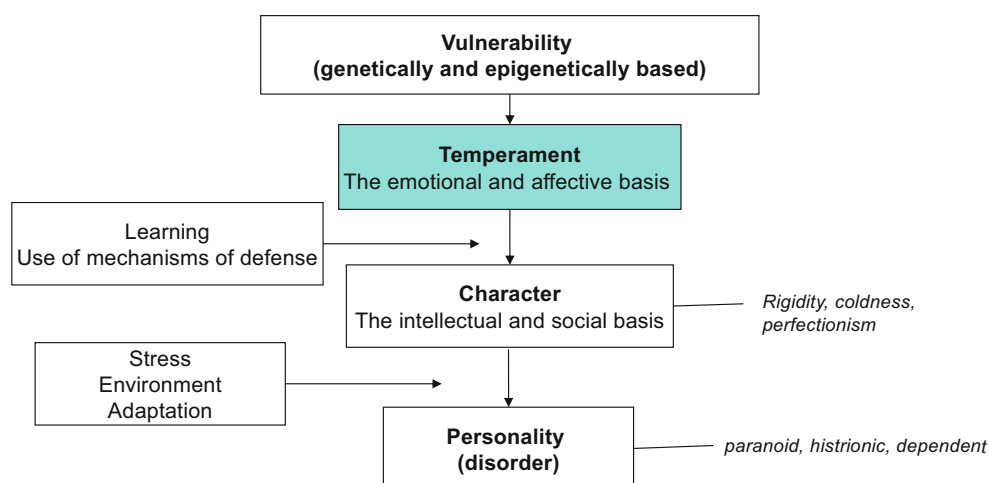 Vulnerability
(genetically and epigenetically based)
Temperament
The emotional and affective basis
Learning
Use of mechanisms of defense
Character
The intellectual and social basis
Rigidity, coldness,
perfectionism
Stress
Environment
Adaptation
Personality
(disorder)
paranoid, histrionic, dependent